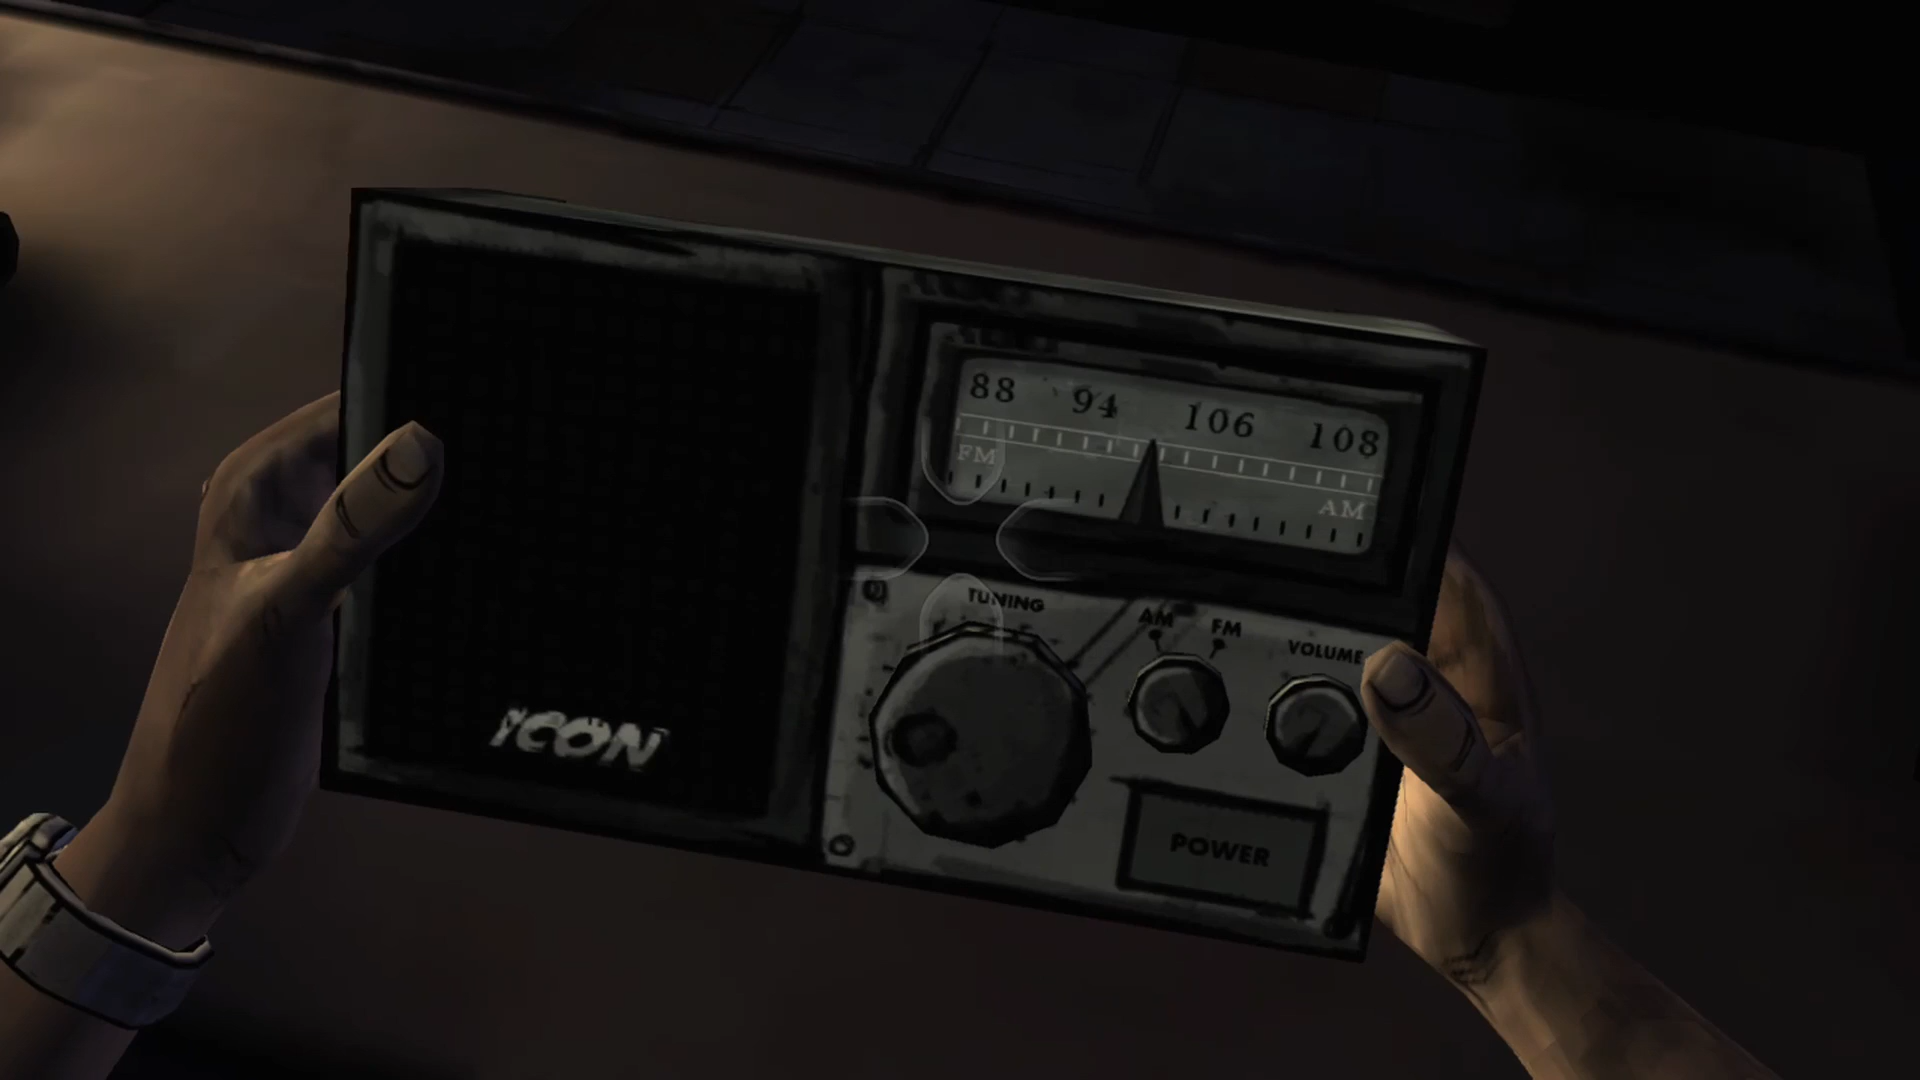 88 94 106 108
FM
AM
TUNING
AM FM
VOLUME
ICON
POWER